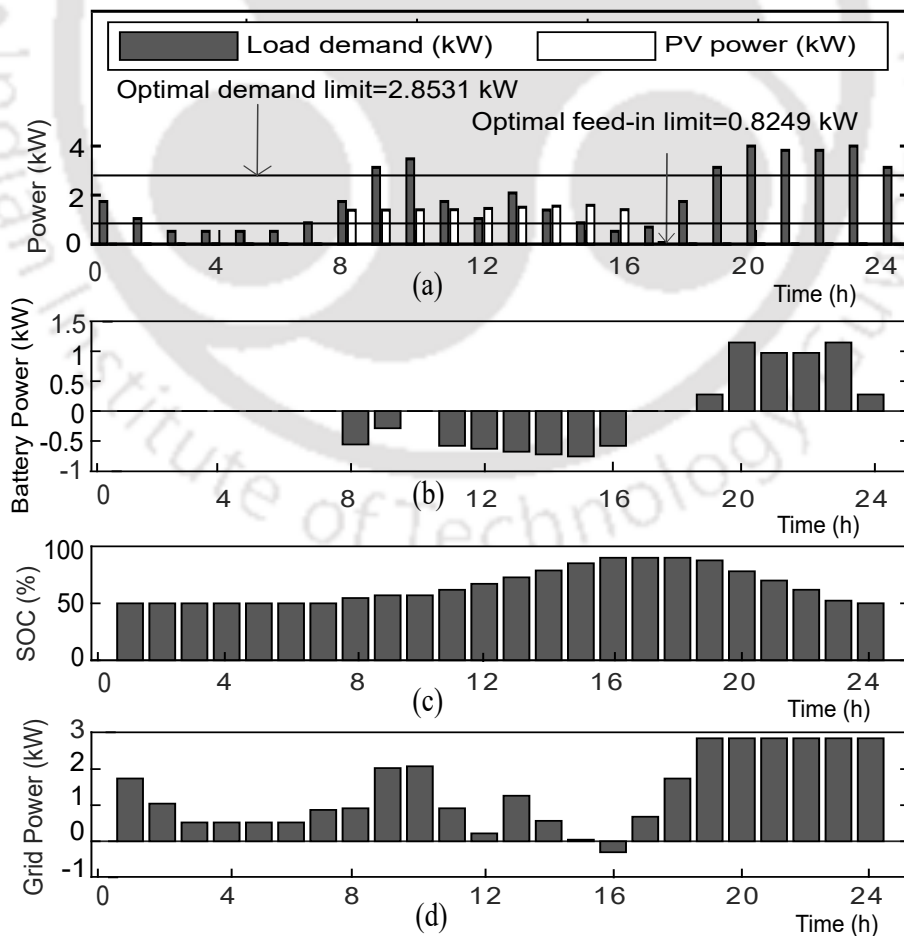 Load demand (kW) PV power (kW)
Optimal demand limit=2.8531 kW
Optimal feed-in limit=0.8249 kW
Power (kW)
4
2
0
0 4 8 12 16 20 24
(a)
Time (h)
Battery Power (kW)
1.5
1
0.5
0
-0.5
-1
0 8 12 16 20 24
(b)
Time (h)
SOC (%)
100
50
0
0 4 8 12 16 20 24
(c)
Time (h)
Grid Power (kW)
3
2
1
0
-1
0 4 8 12 16 20 24
(d)
Time (h)
Institute of Technology